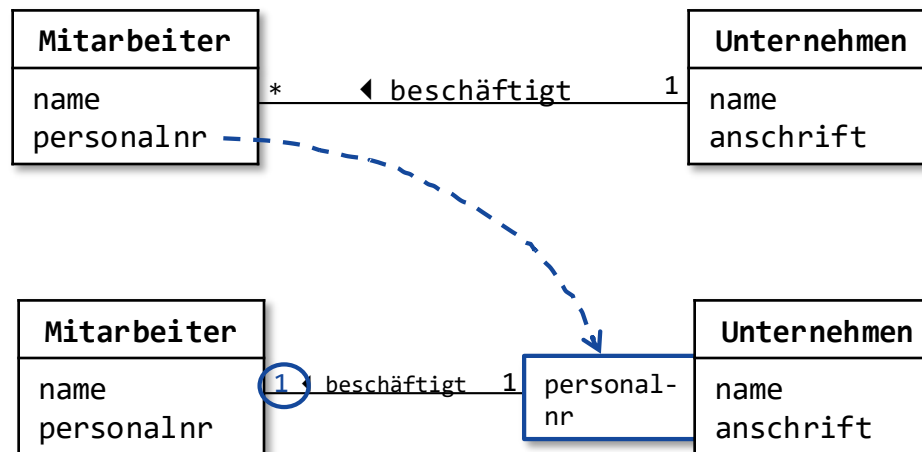 Mitarbeiter
name
personalnr
* beschäftigt 1
Unternehmen
name
anschrift
Mitarbeiter
name
personalnr
1 beschäftigt 1
personal-
nr
Unternehmen
name
anschrift